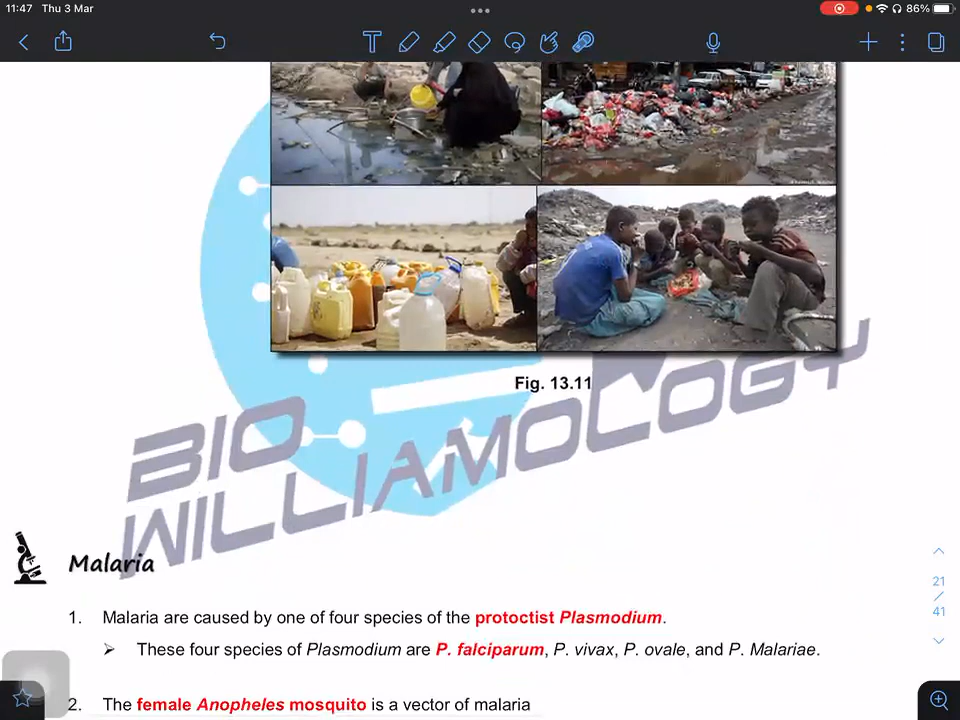 11:47 Thu 3 Mar
86%
Fig. 13.11
BIO
WILLIAMOLOGY
Malaria
1. Malaria are caused by one of four species of the protoctist Plasmodium.
➢ These four species of Plasmodium are P. falciparum, P. vivax, P. ovale, and P. Malariae.
2. The female Anopheles mosquito is a vector of malaria
21
/
41